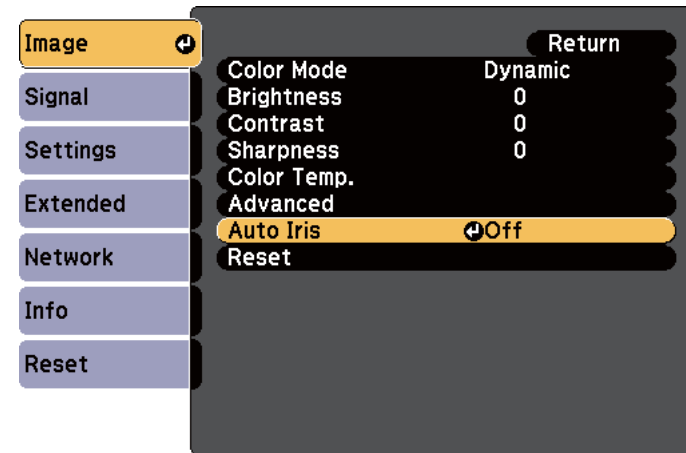 Image
Signal
Settings
Extended
Network
Info
Reset
Return
Color Mode Dynamic
Brightness 0
Contrast 0
Sharpness 0
Color Temp.
Advanced
Auto Iris Off
Reset